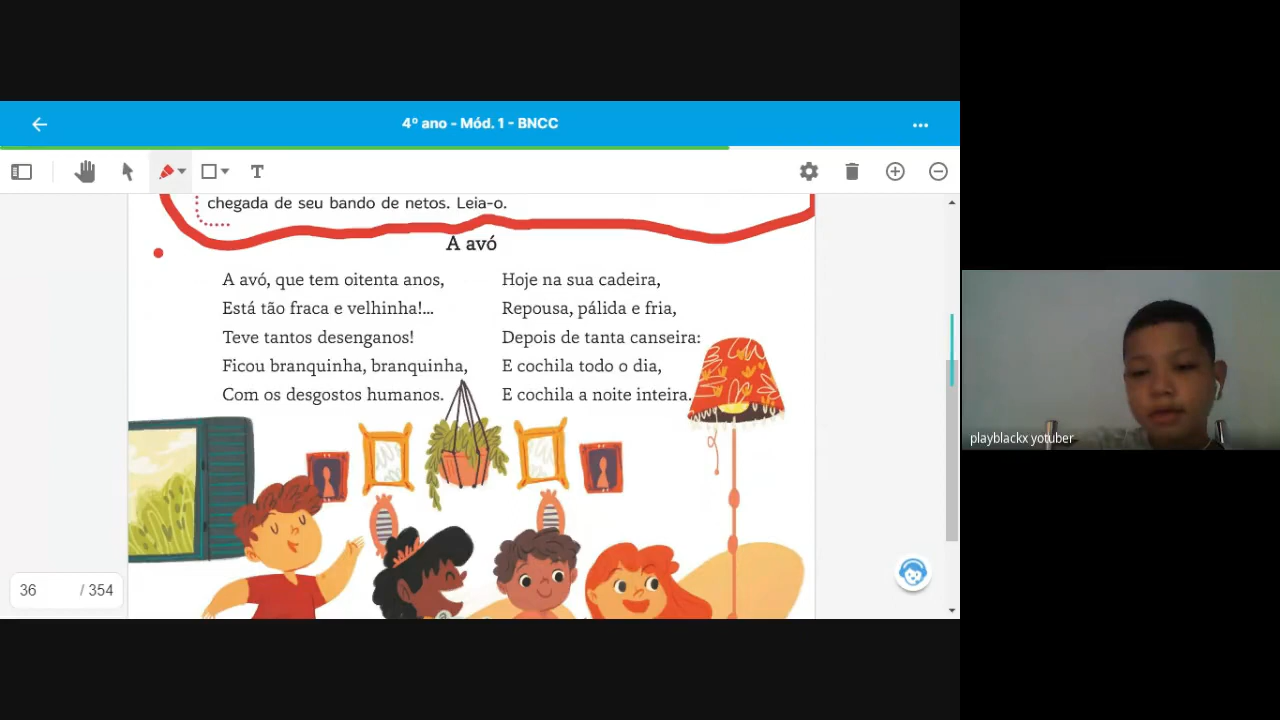 4º ano - Mód. 1 - BNCC
T
chegada de seu bando de netos. Leia-o.
A avó
A avó, que tem oitenta anos,
Está tão fraca e velhinha!...
Teve tantos desenganos!
Ficou branquinha, branquinha,
Com os desgostos humanos.
Hoje na sua cadeira,
Repousa, pálida e fria,
Depois de tanta canseira:
E cochila todo o dia,
E cochila a noite inteira.
36 / 354
playblackx yotuber